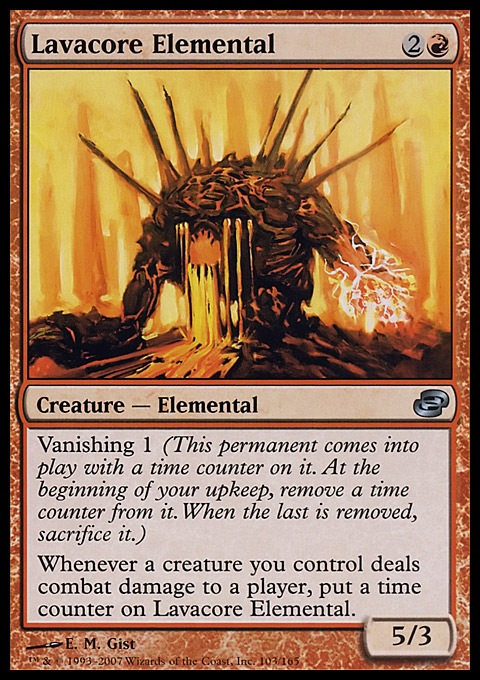 Lavacore Elemental 2
Creature — Elemental
Vanishing 1 (This permanent comes into
play with a time counter on it. At the
beginning of your upkeep, remove a time
counter from it. When the last is removed,
sacrifice it.)
Whenever a creature you control deals
combat damage to a player, put a time
counter on Lavacore Elemental.
E. M. Gist
5/3
™ & © 1993–2007 Wizards of the Coast, Inc. 103/165